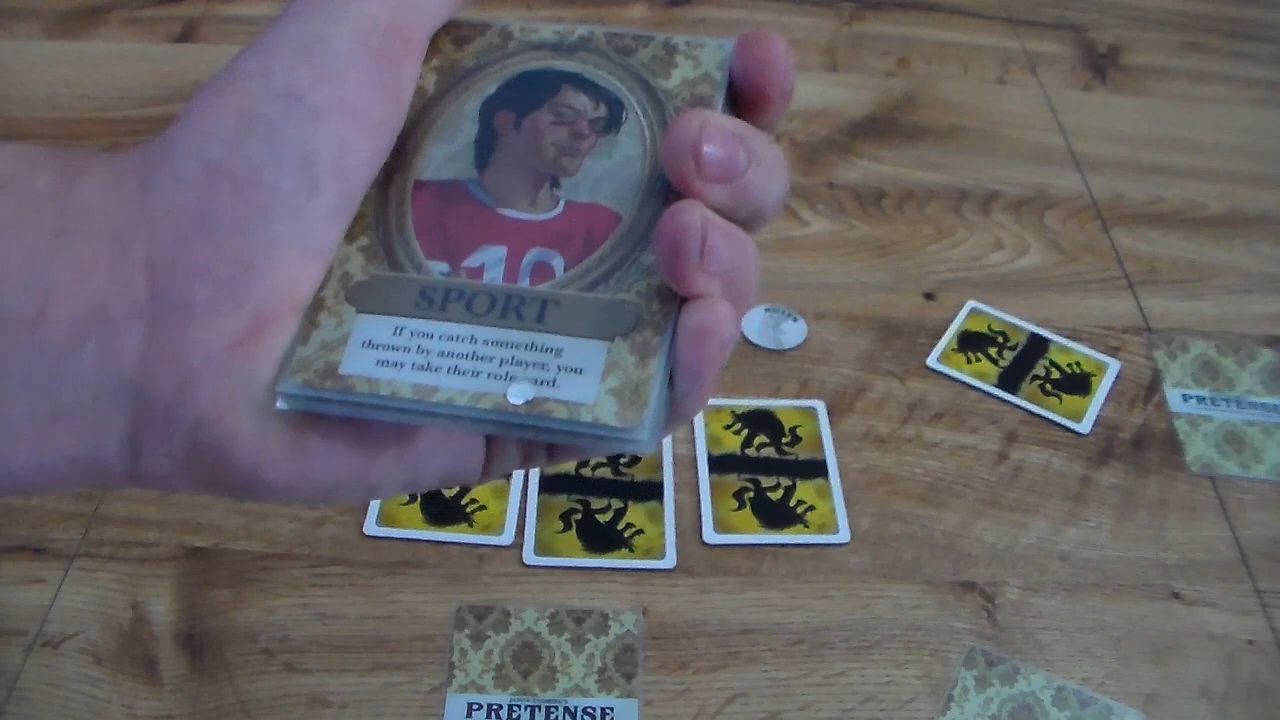 10
SPORT
If you catch something
thrown by another player, you
may take their role card.
PRETENSE
PRETENSE